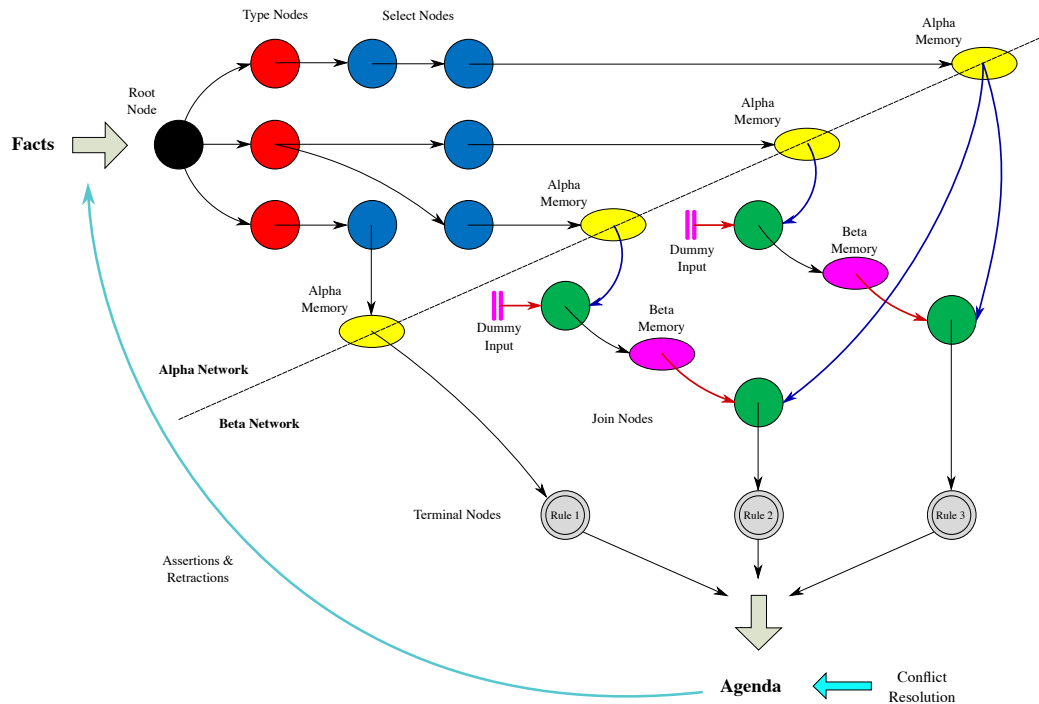 Type Nodes
Select Nodes
Alpha
Memory
Root
Node
Alpha
Memory
Facts
Alpha
Memory
Dummy
Input
Beta
Memory
Alpha
Memory
Dummy
Input
Beta
Memory
Alpha Network
Beta Network
Join Nodes
Terminal Nodes
Rule 1
Rule 2
Rule 3
Assertions &
Retractions
Agenda
Conflict
Resolution